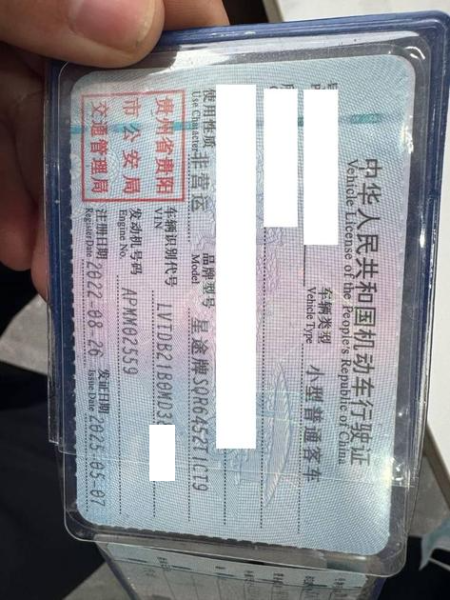 中华人民共和国机动车行驶证
Vehicle License of the People's Republic of China
车辆类型 小型普通客车
Vehicle Type
使用性质 非营运 品牌型号 星途牌SQR6452T1CT9
Use Character Model
贵州省贵阳
市公安局
交通管理局
车辆识别代号
VIN
发动机号码 APMM02559
Engine No.
注册日期 2022-08-26 发证日期 2025-05-07
Register Date Issue Date